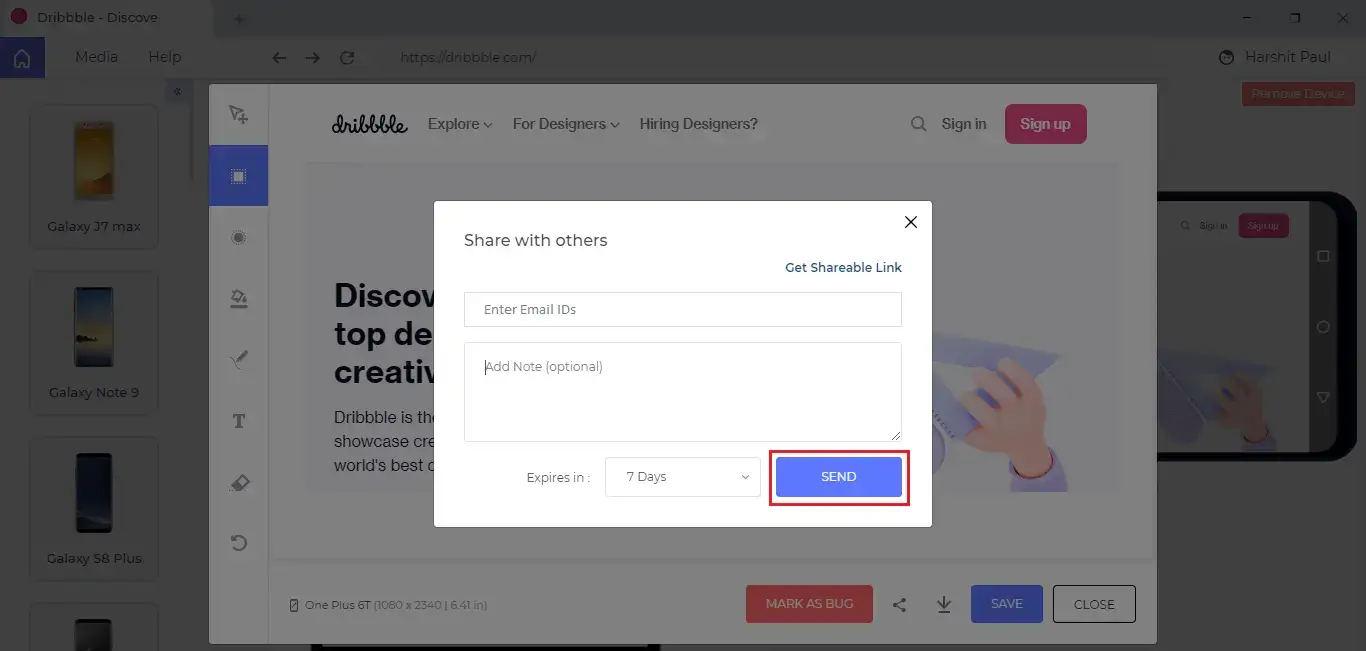 Dribbble - Discove
Media
Help
https://dribbble.com/
Harshit Paul
Remove Device
Galaxy J7 max
Galaxy Note 9
Galaxy S8 Plus
dribbble
Explore
For Designers
Hiring Designers?
Sign in
Sign up
Discov
top de
creativ
Dribbble is the
showcase cre
world's best d
Share with others
Get Shareable Link
Enter Email IDs
Add Note (optional)
Expires in :
7 Days
SEND
Sign in
Sign up
T
One Plus 6T (1080 x 2340 | 6.41 in)
MARK AS BUG
SAVE
CLOSE